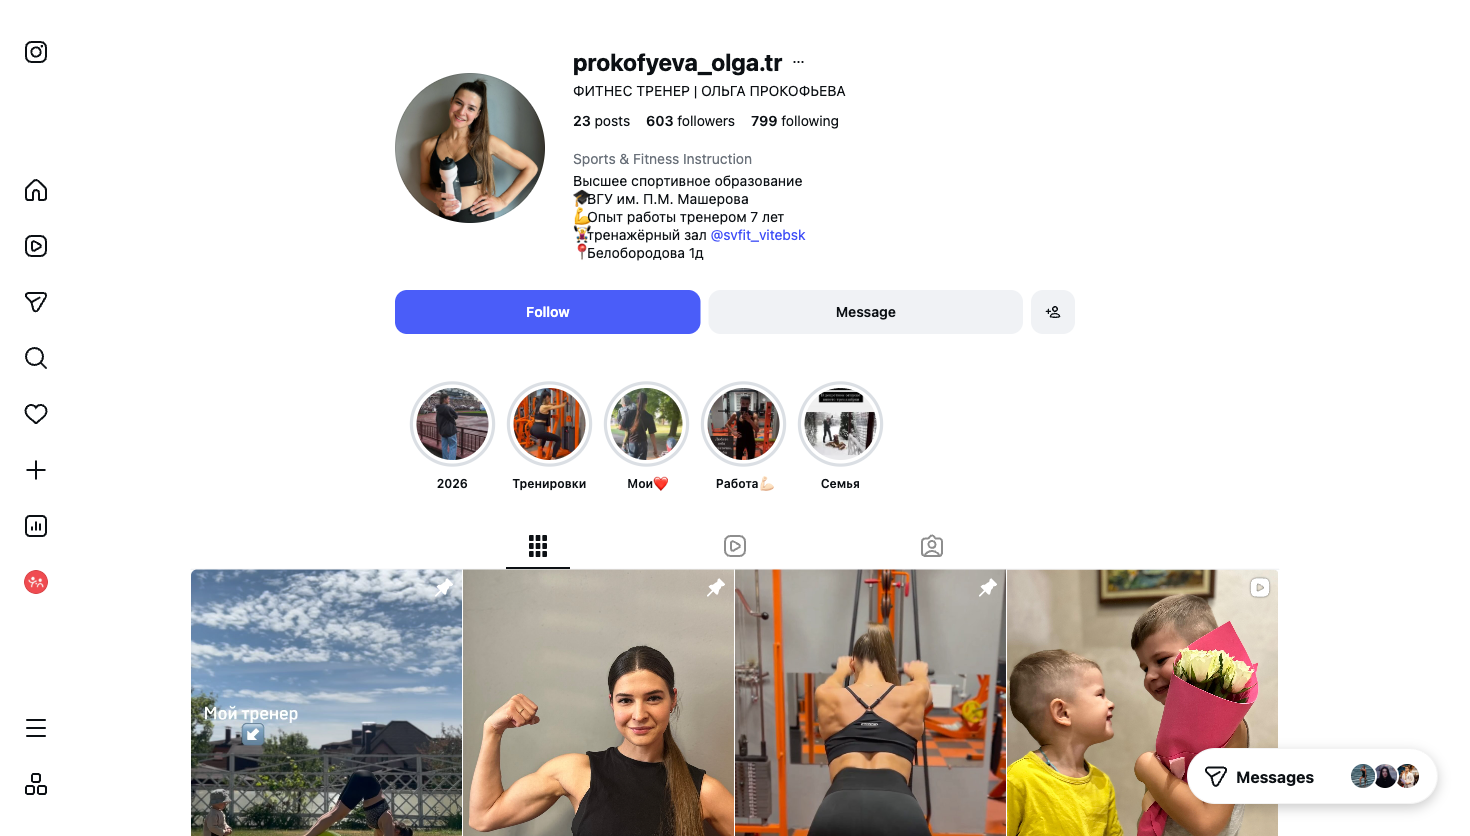 prokofyeva_olga.tr ...
ФИТНЕС ТРЕНЕР | ОЛЬГА ПРОКОФЬЕВА
23 posts 603 followers 799 following
Sports & Fitness Instruction
Высшее спортивное образование
🎓ВГУ им. П.М. Машерова
💪Опыт работы тренером 7 лет
🏋️‍♀️тренажёрный зал @svfit_vitebsk
📍Белобородова 1д
Follow
Message
2026
Тренировки
Мои❤️
Работа💪🏻
Семья
Мой тренер
↙️
Messages